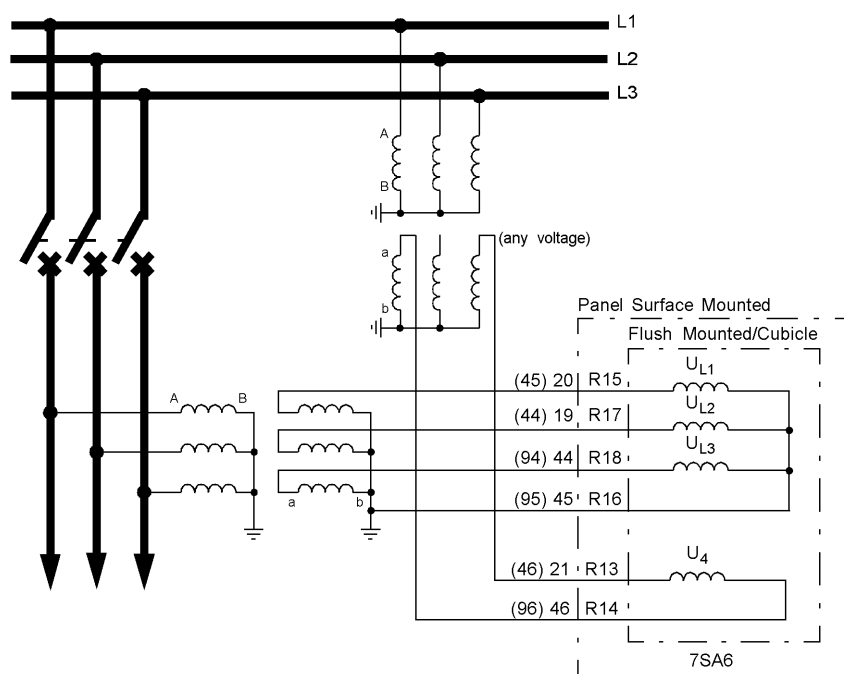 L1
L2
L3
A
B
a
(any voltage)
b
Panel Surface Mounted
Flush Mounted/Cubicle
UL1
(45) 20 R15
A B
UL2
(44) 19 R17
UL3
(94) 44 R18
a b
(95) 45 R16
U4
(46) 21 R13
(96) 46 R14
7SA6